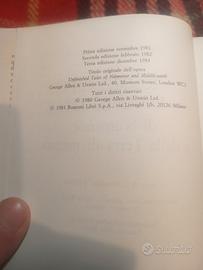 Prima edizione novembre 1981
Seconda edizione febbraio 1982
Terza edizione dicembre 1984
Titolo originale dell'opera
Unfinished Tales of Númenor and Middle-earth
George Allen & Unwin Ltd., 40, Museum Street, London WC1
Tutti i diritti riservati
© 1980 George Allen & Unwin Ltd.
© 1981 Rusconi Libri S.p.A., via Livraghi 1/b, 20126 Milano
subito